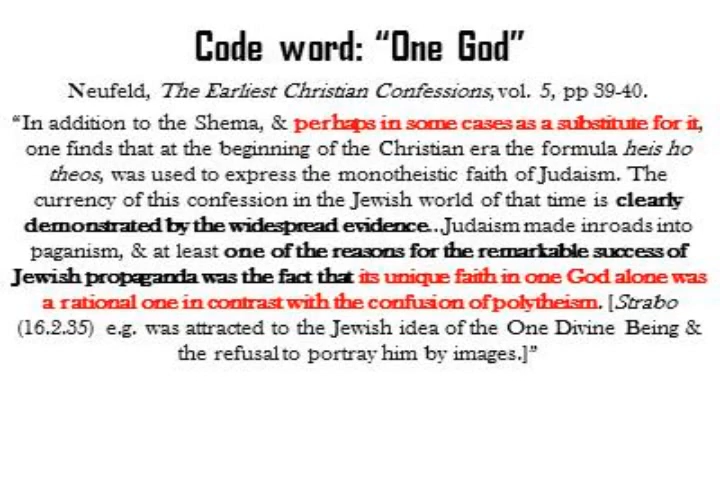 Code word: “One God”
Neufeld, The Earliest Christian Confessions, vol. 5, pp 39-40.
“In addition to the Shema, & perhaps in some cases as a substitute for it,
one finds that at the beginning of the Christian era the formula heis ho
theos, was used to express the monotheistic faith of Judaism. The
currency of this confession in the Jewish world of that time is clearly
demonstrated by the widespread evidence...Judaism made inroads into
paganism, & at least one of the reasons for the remarkable success of
Jewish propaganda was the fact that its unique faith in one God alone was
a rational one in contrast with the confusion of polytheism. [Strabo
(16.2.35) e.g. was attracted to the Jewish idea of the One Divine Being &
the refusal to portray him by images.]”